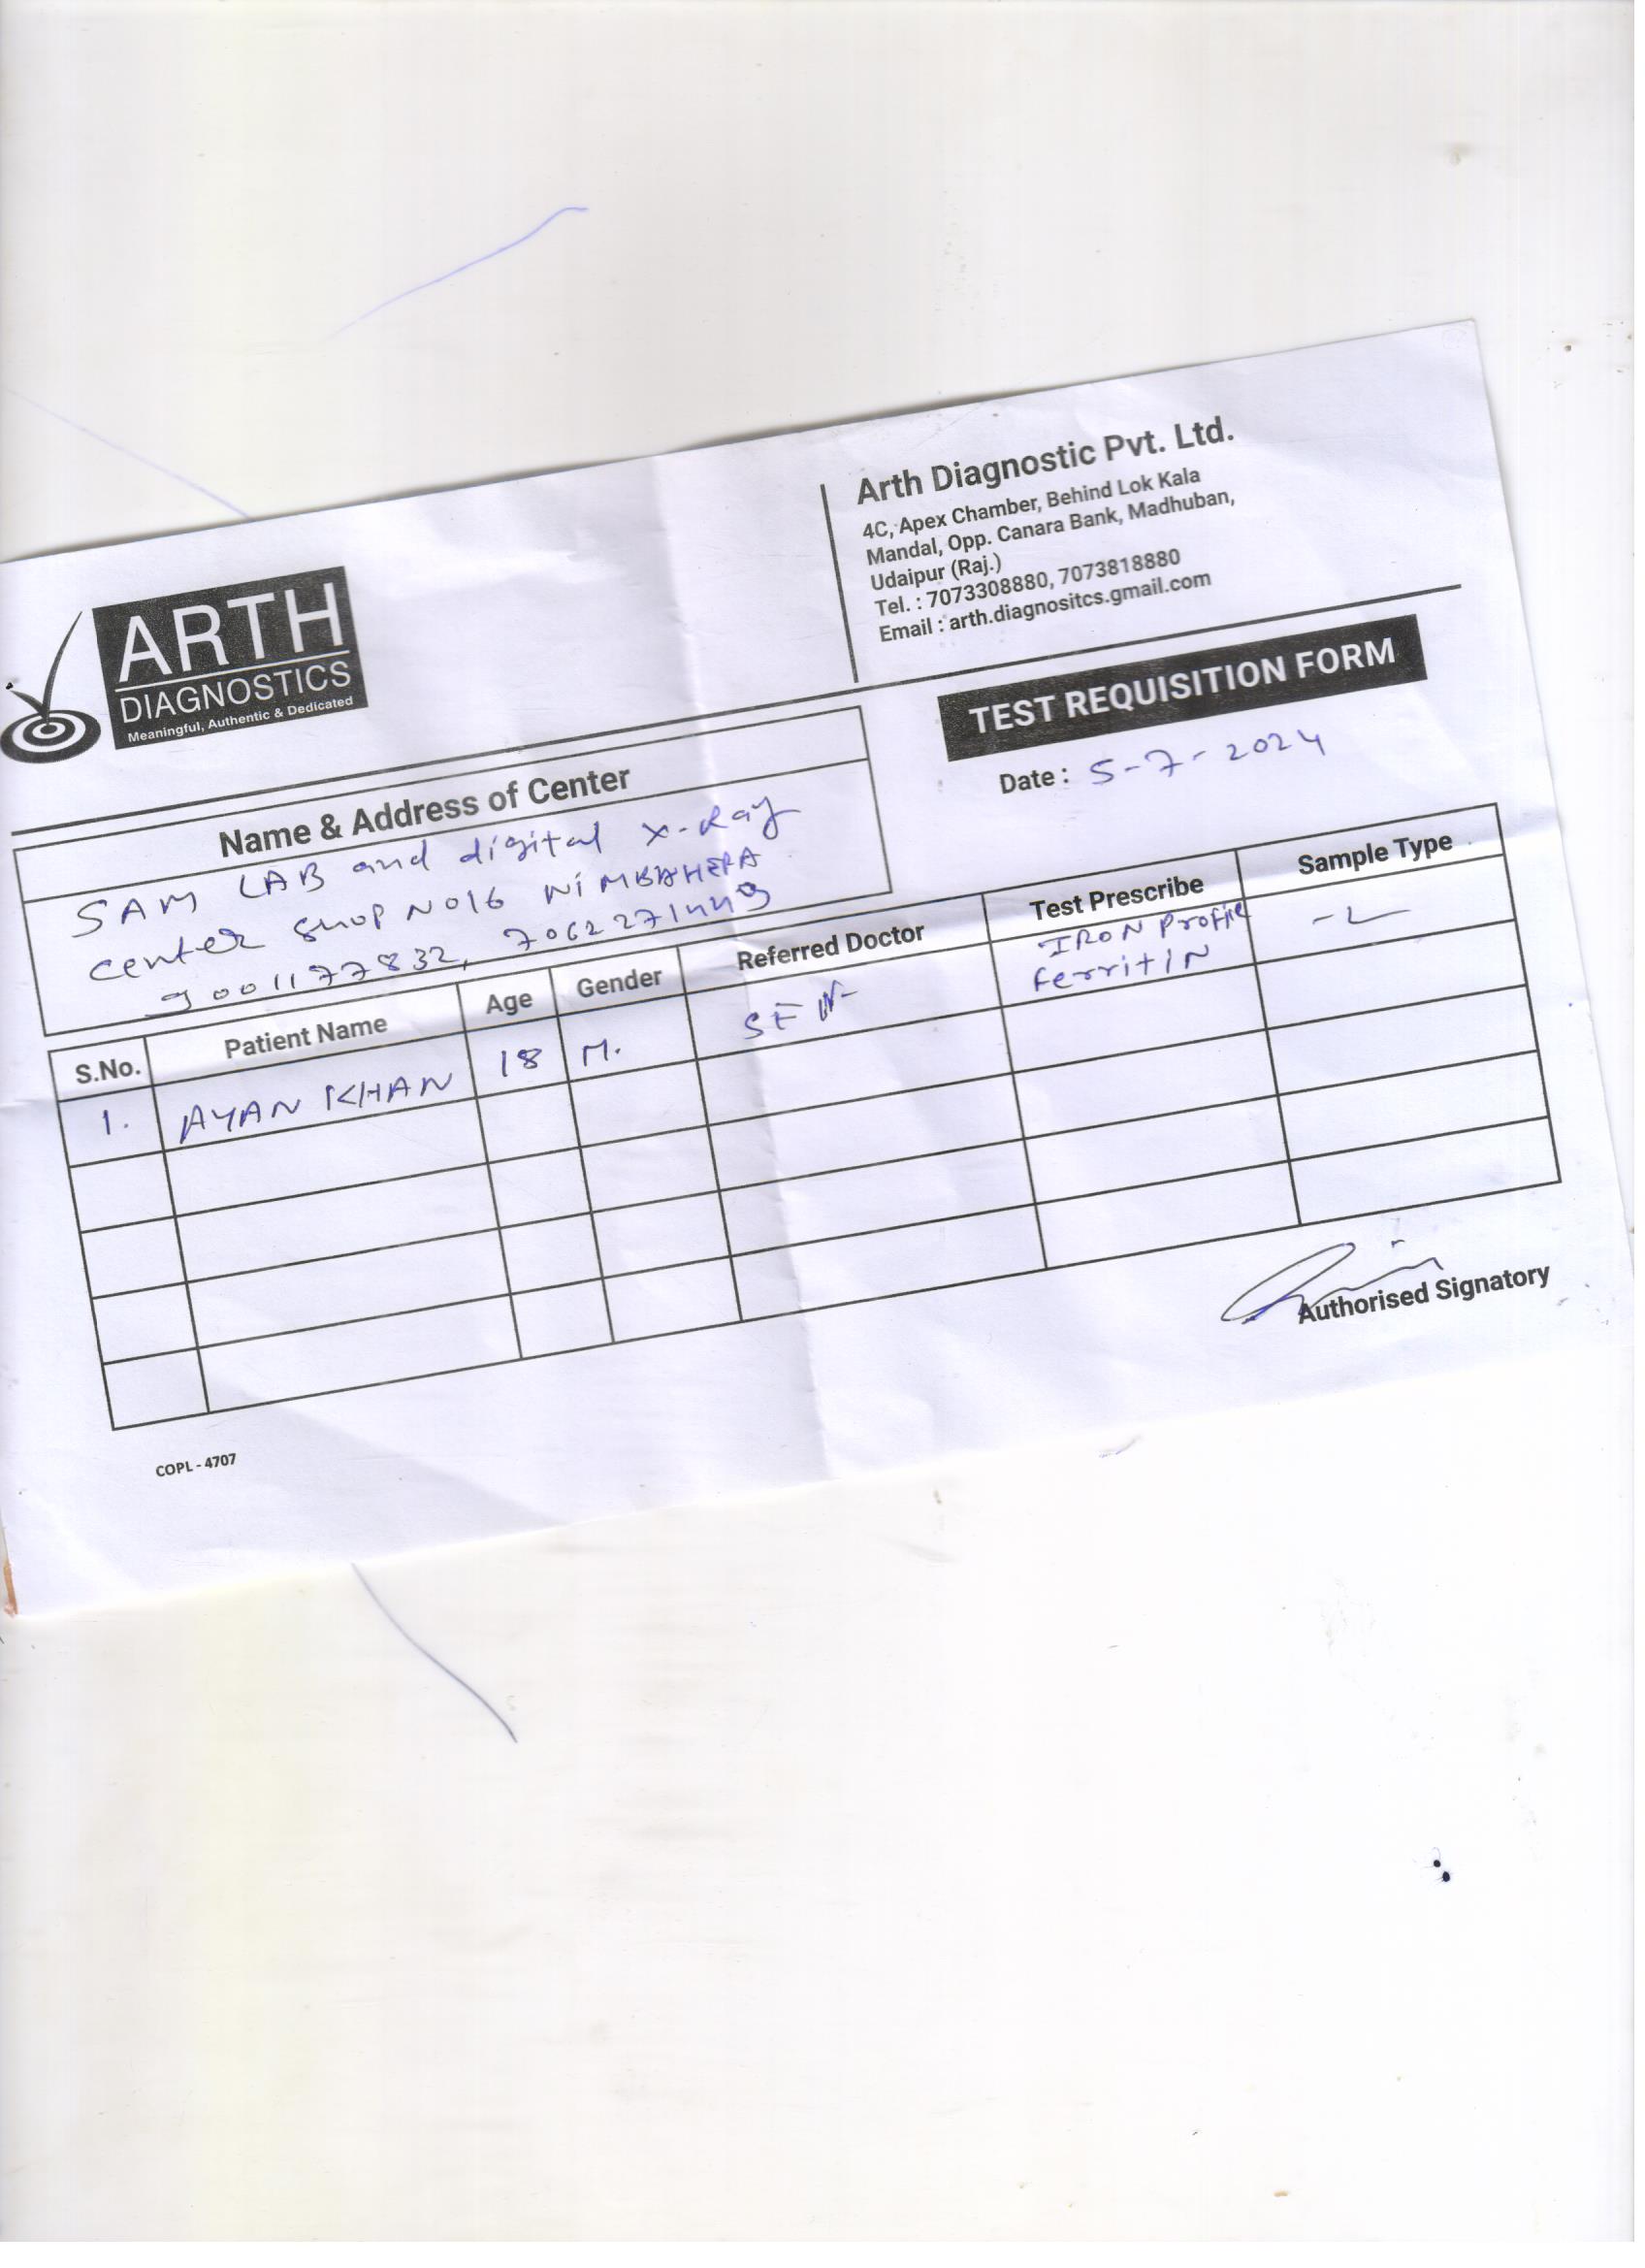 ARTH
DIAGNOSTICS
Meaningful, Authentic & Dedicated
Arth Diagnostic Pvt. Ltd.
4C, Apex Chamber, Behind Lok Kala
Mandal, Opp. Canara Bank, Madhuban,
Udaipur (Raj.)
Tel. : 7073308880, 7073818880
Email : arth.diagnositcs.gmail.com
TEST REQUISITION FORM
Date : 5-7-2024
Name & Address of Center
SAM LAB and digital x-Ray
center shop No16 NiMBAHERA
9001177832, 7062271449
S.No. Patient Name Age Gender Referred Doctor Test Prescribe Sample Type
1. AYAN KHAN 18 M. IRON Profile
Ferritin
Authorised Signatory
COPL - 4707